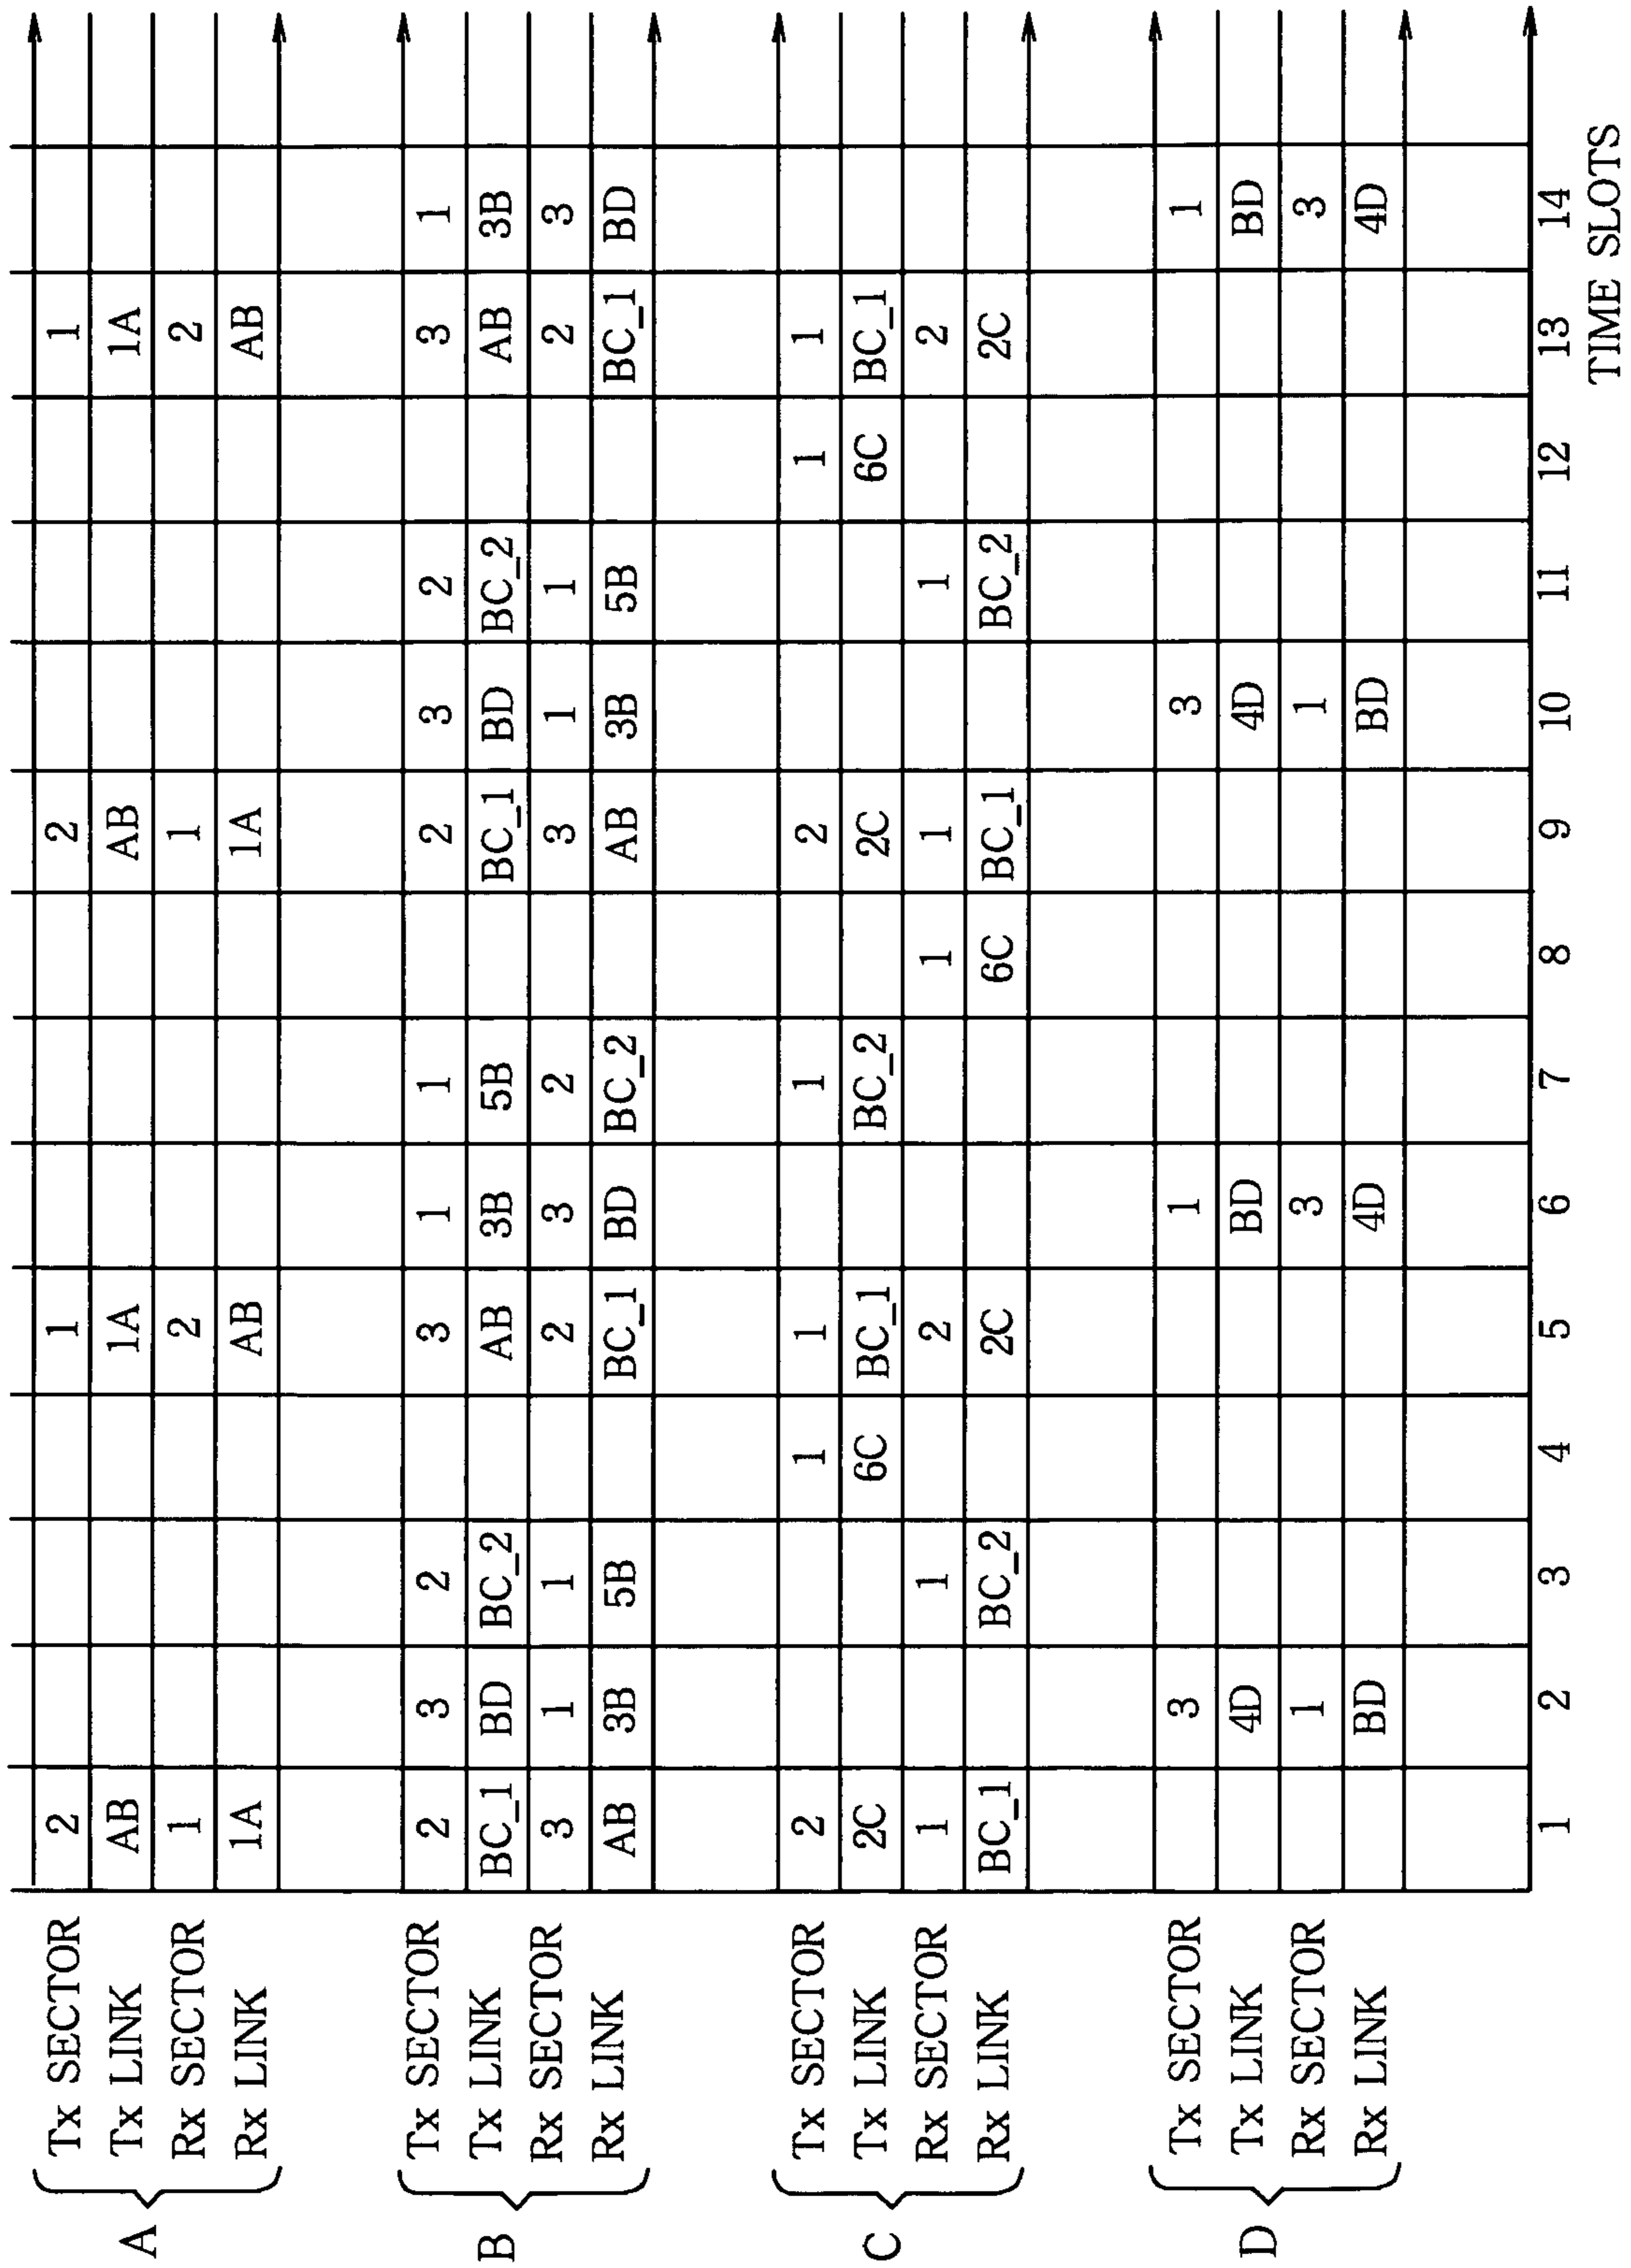 A
Tx SECTOR 2 1 2 1
Tx LINK AB 1A AB 1A
Rx SECTOR 1 2 1 2
Rx LINK 1A AB 1A AB
B
Tx SECTOR 2 3 2 3 1 1 2 3 2 3 1
Tx LINK BC_1 BD BC_2 AB 3B 5B BC_1 BD BC_2 AB 3B
Rx SECTOR 3 1 1 2 3 2 3 1 1 2 3
Rx LINK AB 3B 5B BC_1 BD BC_2 AB 3B 5B BC_1 BD
C
Tx SECTOR 2 1 1 1 2 1 1
Tx LINK 2C 6C BC_1 BC_2 2C 6C BC_1
Rx SECTOR 1 1 2 1 1 1 2
Rx LINK BC_1 BC_2 2C 6C BC_1 BC_2 2C
D
Tx SECTOR 3 1 3 1
Tx LINK 4D BD 4D BD
Rx SECTOR 1 3 1 3
Rx LINK BD 4D BD 4D
1 2 3 4 5 6 7 8 9 10 11 12 13 14
TIME SLOTS